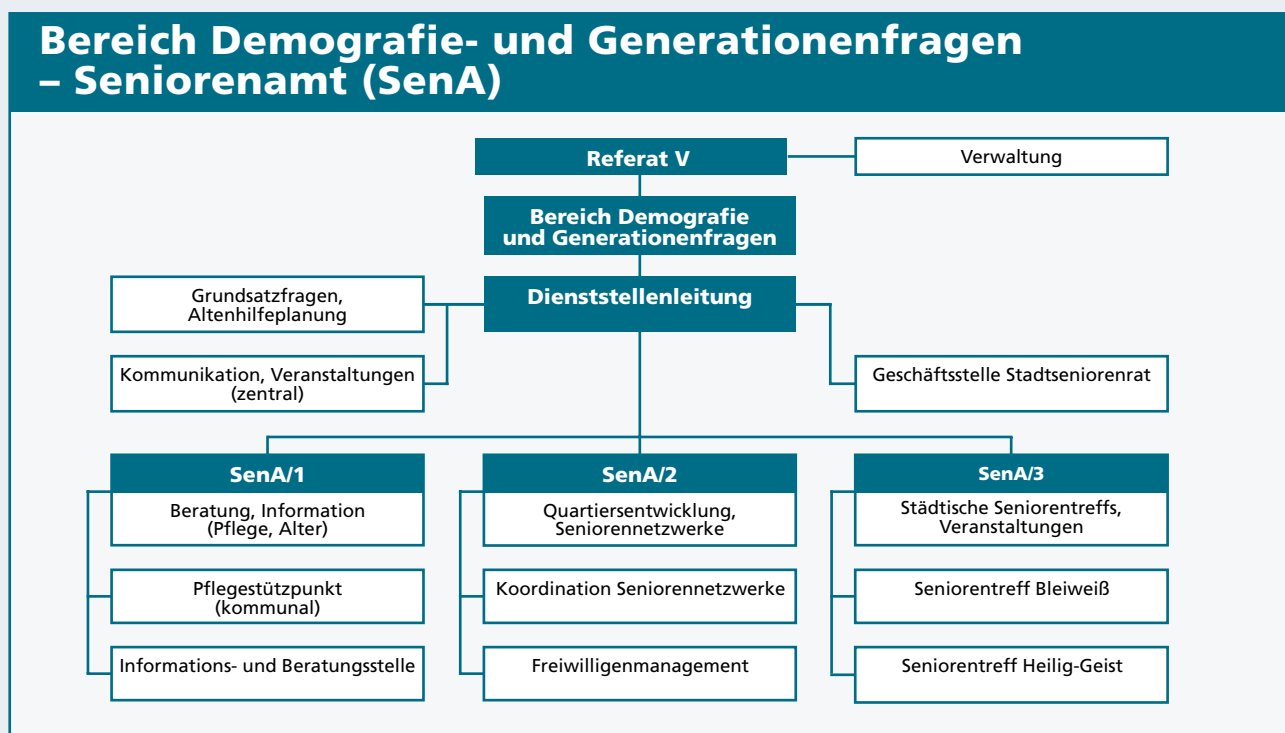 Bereich Demografie- und Generationenfragen
– Seniorenamt (SenA)
Referat V
Verwaltung
Bereich Demografie
und Generationenfragen
Dienststellenleitung
Grundsatzfragen,
Altenhilfeplanung
Kommunikation, Veranstaltungen
(zentral)
Geschäftsstelle Stadtseniorenrat
SenA/1
Beratung, Information
(Pflege, Alter)
Pflegestützpunkt
(kommunal)
Informations- und Beratungsstelle
SenA/2
Quartiersentwicklung,
Seniorennetzwerke
Koordination Seniorennetzwerke
Freiwilligenmanagement
SenA/3
Städtische Seniorentreffs,
Veranstaltungen
Seniorentreff Bleiweiß
Seniorentreff Heilig-Geist